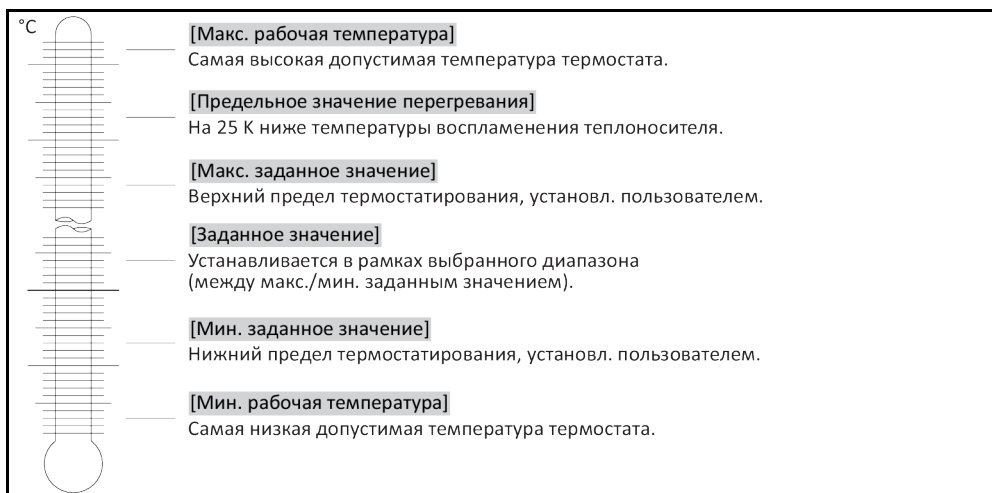 °C
[Макс. рабочая температура]
Самая высокая допустимая температура термостата.
[Предельное значение перегревания]
На 25 K ниже температуры воспламенения теплоносителя.
[Макс. заданное значение]
Верхний предел термостатирования, установл. пользователем.
[Заданное значение]
Устанавливается в рамках выбранного диапазона
(между макс./мин. заданным значением).
[Мин. заданное значение]
Нижний предел термостатирования, установл. пользователем.
[Мин. рабочая температура]
Самая низкая допустимая температура термостата.